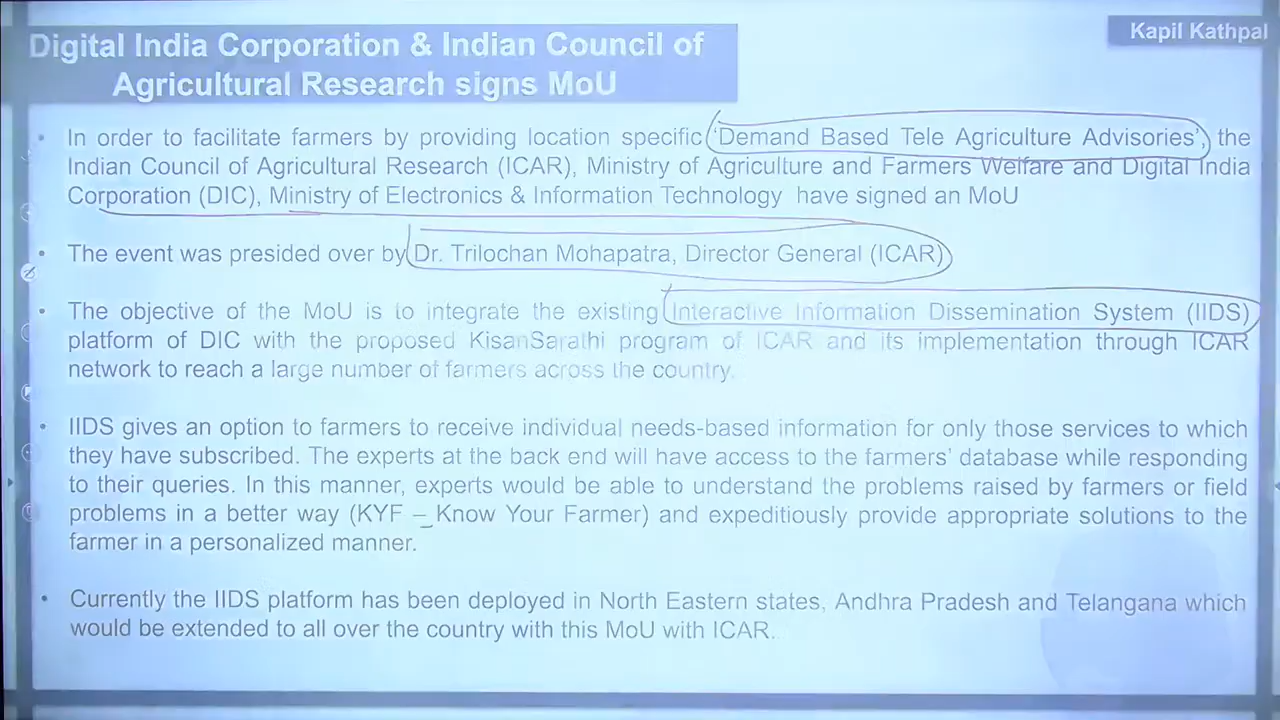 Kapil Kathpal
Digital India Corporation & Indian Council of
Agricultural Research signs MoU
• In order to facilitate farmers by providing location specific 'Demand Based Tele Agriculture Advisories', the
Indian Council of Agricultural Research (ICAR), Ministry of Agriculture and Farmers Welfare and Digital India
Corporation (DIC), Ministry of Electronics & Information Technology have signed an MoU
• The event was presided over by Dr. Trilochan Mohapatra, Director General (ICAR)
• The objective of the MoU is to integrate the existing Interactive Information Dissemination System (IIDS)
platform of DIC with the proposed KisanSarathi program of ICAR and its implementation through ICAR
network to reach a large number of farmers across the country.
• IIDS gives an option to farmers to receive individual needs-based information for only those services to which
they have subscribed. The experts at the back end will have access to the farmers' database while responding
to their queries. In this manner, experts would be able to understand the problems raised by farmers or field
problems in a better way (KYF – Know Your Farmer) and expeditiously provide appropriate solutions to the
farmer in a personalized manner.
• Currently the IIDS platform has been deployed in North Eastern states, Andhra Pradesh and Telangana which
would be extended to all over the country with this MoU with ICAR.